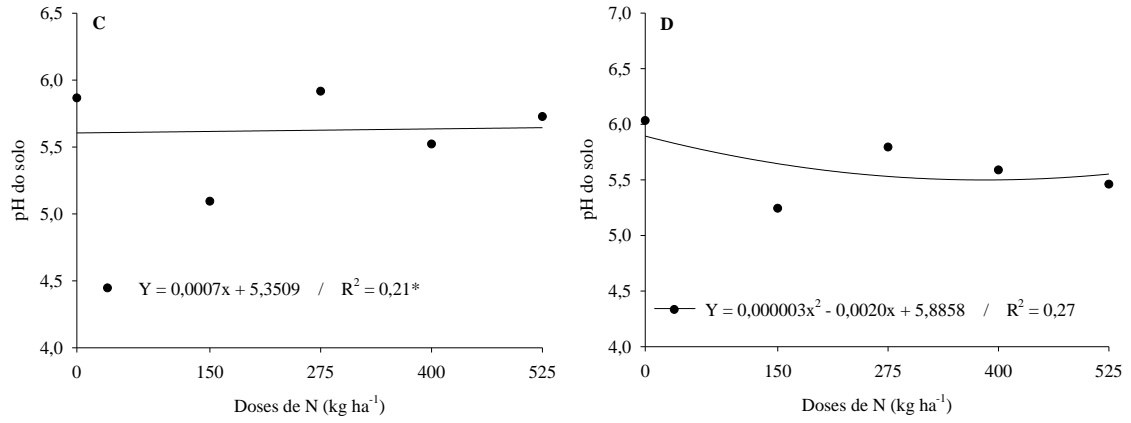 C
pH do solo
6,5
6,0
5,5
5,0
4,5
4,0
Y = 0,0007x + 5,3509 / R² = 0,21*
0 150 275 400 525
Doses de N (kg ha⁻¹)
D
pH do solo
7,0
6,5
6,0
5,5
5,0
4,5
4,0
Y = 0,000003x² - 0,0020x + 5,8858 / R² = 0,27
0 150 275 400 525
Doses de N (kg ha⁻¹)